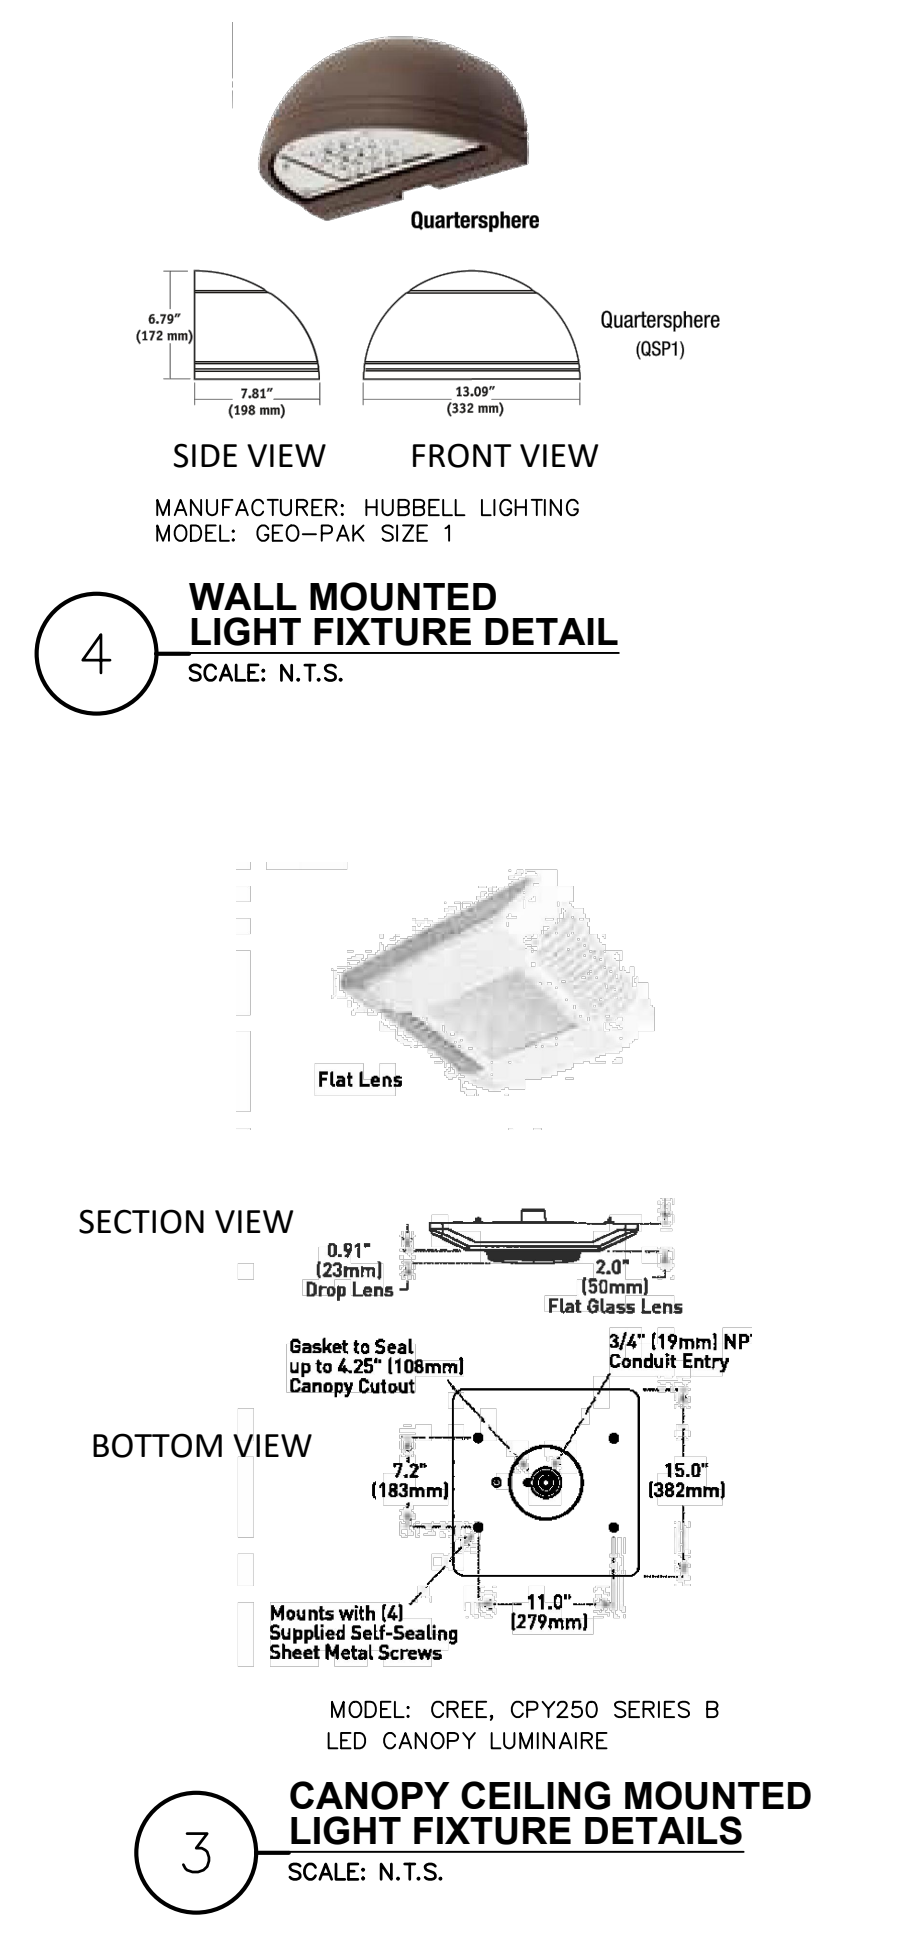 Quartersphere
6.79"
(172 mm)
7.81"
(198 mm)
13.09"
(332 mm)
Quartersphere
(QSP1)
SIDE VIEW
FRONT VIEW
MANUFACTURER: HUBBELL LIGHTING
MODEL: GEO-PAK SIZE 1
4
WALL MOUNTED
LIGHT FIXTURE DETAIL
SCALE: N.T.S.
Flat Lens
SECTION VIEW
0.91"
(23mm)
Drop Lens
2.0"
(50mm)
Flat Glass Lens
Gasket to Seal
up to 4.25" (108mm)
Canopy Cutout
3/4" (19mm) NP
Conduit Entry
BOTTOM VIEW
7.2"
(183mm)
15.0"
(382mm)
11.0"
(279mm)
Mounts with (4)
Supplied Self-Sealing
Sheet Metal Screws
MODEL: CREE, CPY250 SERIES B
LED CANOPY LUMINAIRE
3
CANOPY CEILING MOUNTED
LIGHT FIXTURE DETAILS
SCALE: N.T.S.